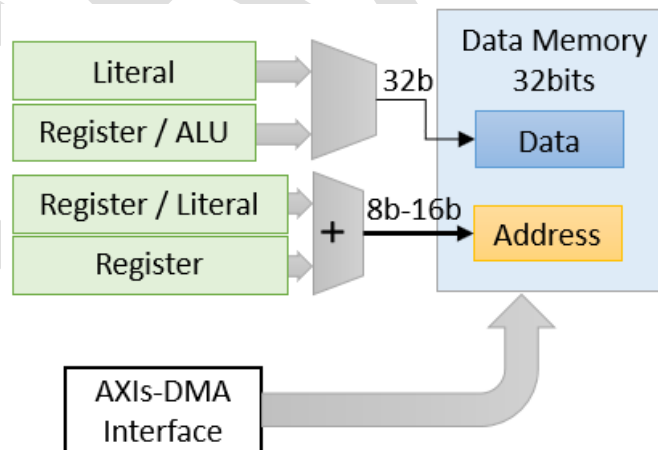 Literal
Register / ALU
Register / Literal
Register
+
32b
8b-16b
Data Memory
32bits
Data
Address
AXIs-DMA
Interface